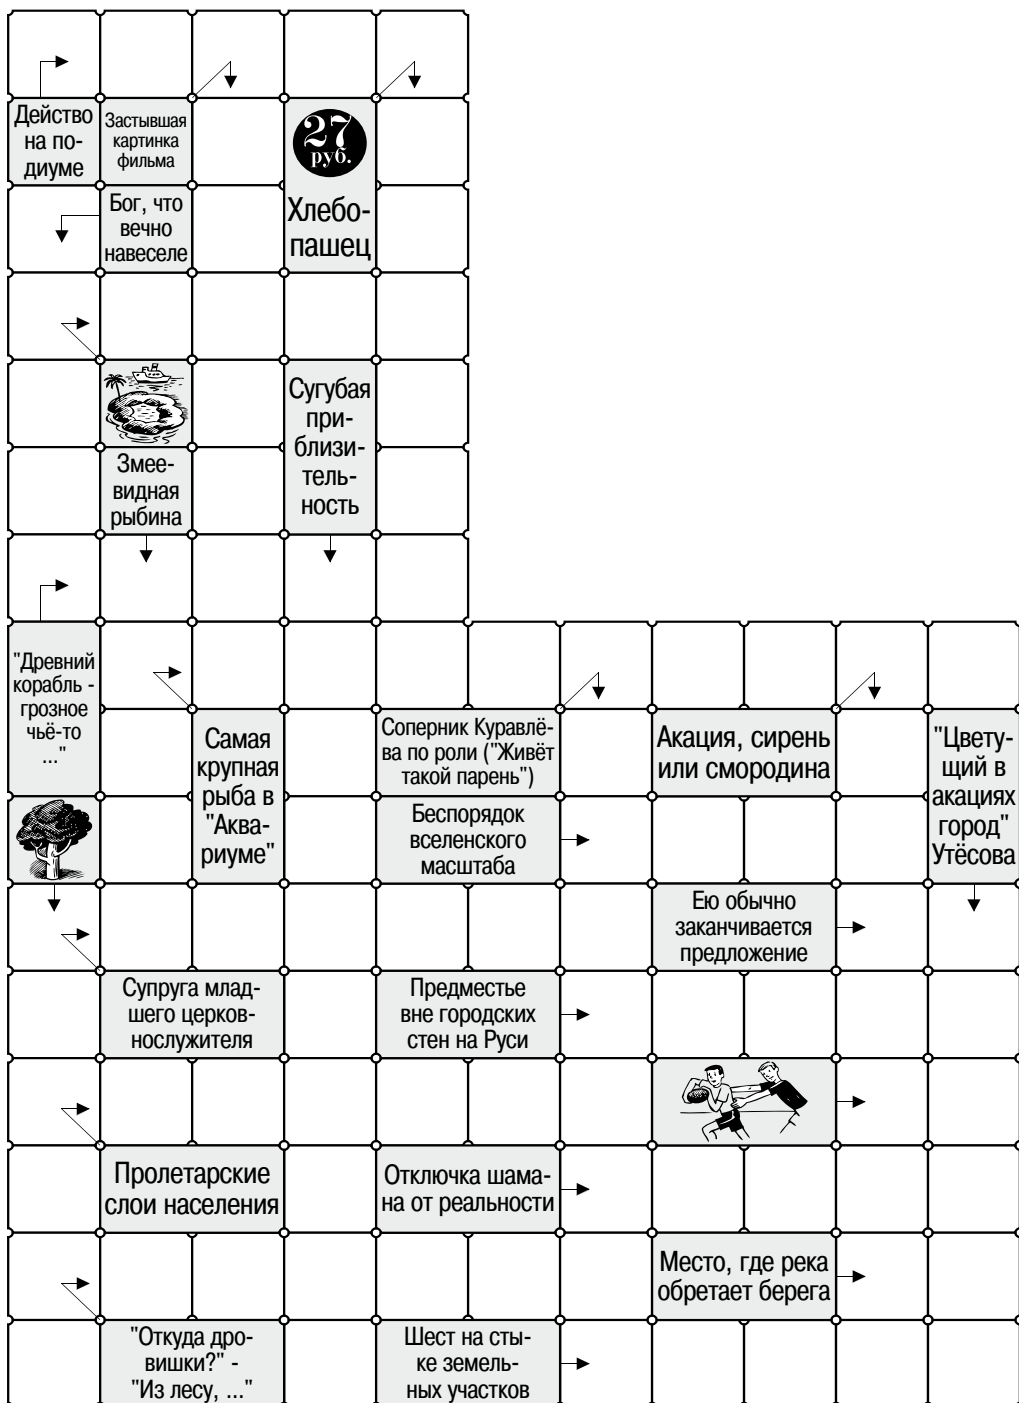 Действо
на по-
диуме
Застывшая
картинка
фильма
27
руб.
Хлебо-
пашец
Бог, что
вечно
навеселе
Сугубая
при-
близи-
тель-
ность
Змее-
видная
рыбина
"Древний
корабль -
грозное
чьё-то
..."
Самая
крупная
рыба в
"Аква-
риуме"
Соперник Куравлё-
ва по роли ("Живёт
такой парень")
Акация, сирень
или смородина
"Цвету-
щий в
акациях
город"
Утёсова
Беспорядок
вселенского
масштаба
Ею обычно
заканчивается
предложение
Супруга млад-
шего церков-
нослужителя
Предместье
вне городских
стен на Руси
Пролетарские
слои населения
Отключка шама-
на от реальности
Место, где река
обретает берега
"Откуда дро-
вишки?" -
"Из лесу, ..."
Шест на сты-
ке земель-
ных участков